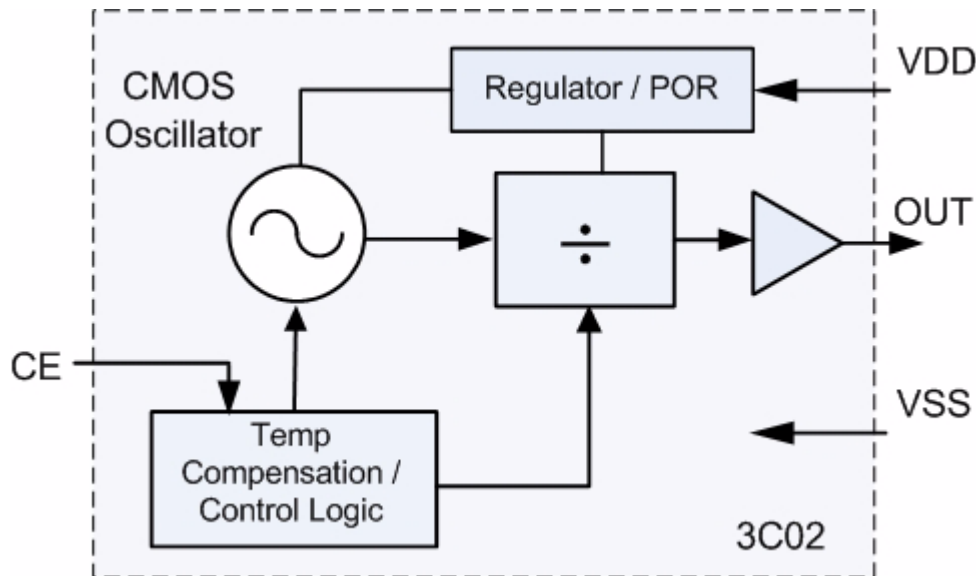 CMOS
Oscillator
Regulator / POR
VDD
÷
OUT
CE
Temp
Compensation /
Control Logic
VSS
3C02